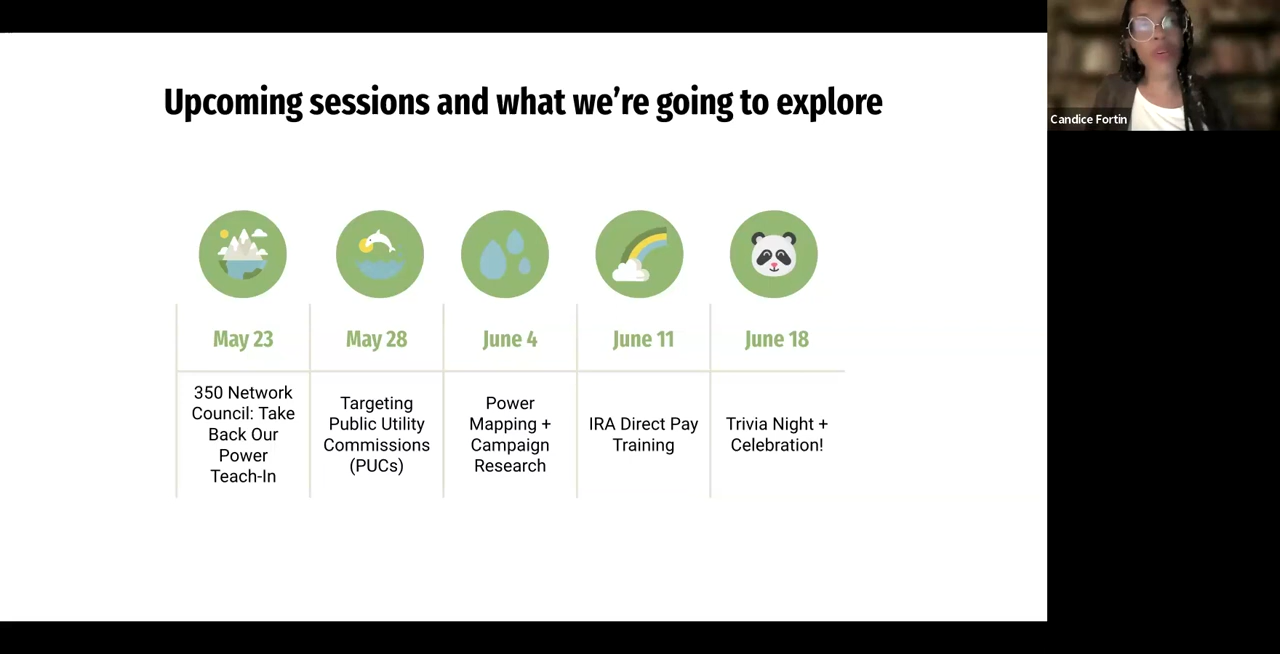 Upcoming sessions and what we’re going to explore
Candice Fortin
May 23
May 28
June 4
June 11
June 18
350 Network
Council: Take
Back Our
Power
Teach-In
Targeting
Public Utility
Commissions
(PUCs)
Power
Mapping +
Campaign
Research
IRA Direct Pay
Training
Trivia Night +
Celebration!